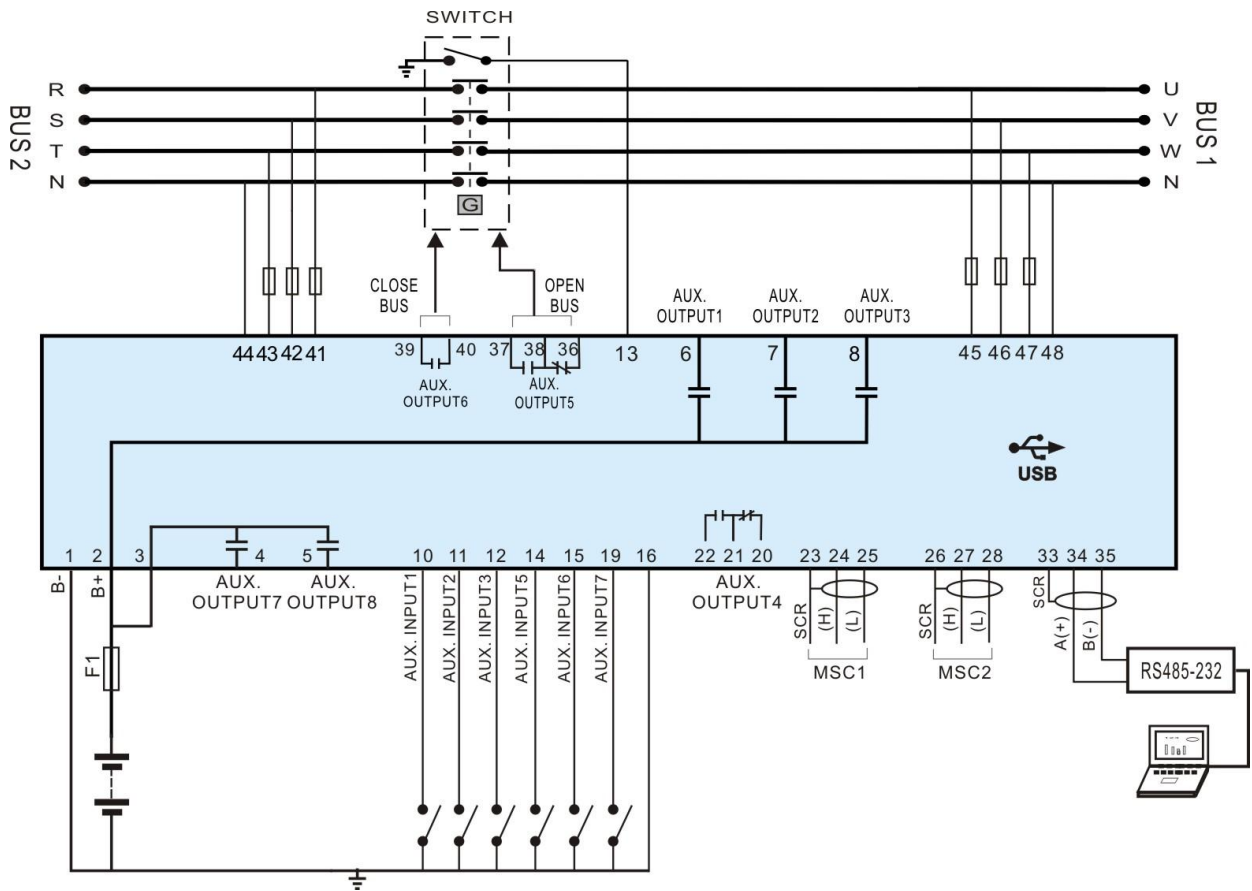 SWITCH
R
S
T
N
BUS 2
U
V
W
N
BUS 1
G
CLOSE
BUS
OPEN
BUS
AUX.
OUTPUT1
AUX.
OUTPUT2
AUX.
OUTPUT3
44 43 42 41
39 40 37 38 36 13 6 7 8
45 46 47 48
AUX.
OUTPUT6
AUX.
OUTPUT5
USB
1 2 3 4 5 10 11 12 14 15 19 16 22 21 20 23 24 25 26 27 28 33 34 35
B-
B+
AUX.
OUTPUT7
AUX.
OUTPUT8
AUX. INPUT1
AUX. INPUT2
AUX. INPUT3
AUX. INPUT5
AUX. INPUT6
AUX. INPUT7
AUX.
OUTPUT4
SCR
(H)
(L)
MSC1
SCR
(H)
(L)
MSC2
SCR
A(+)
B(-)
RS485-232
F1